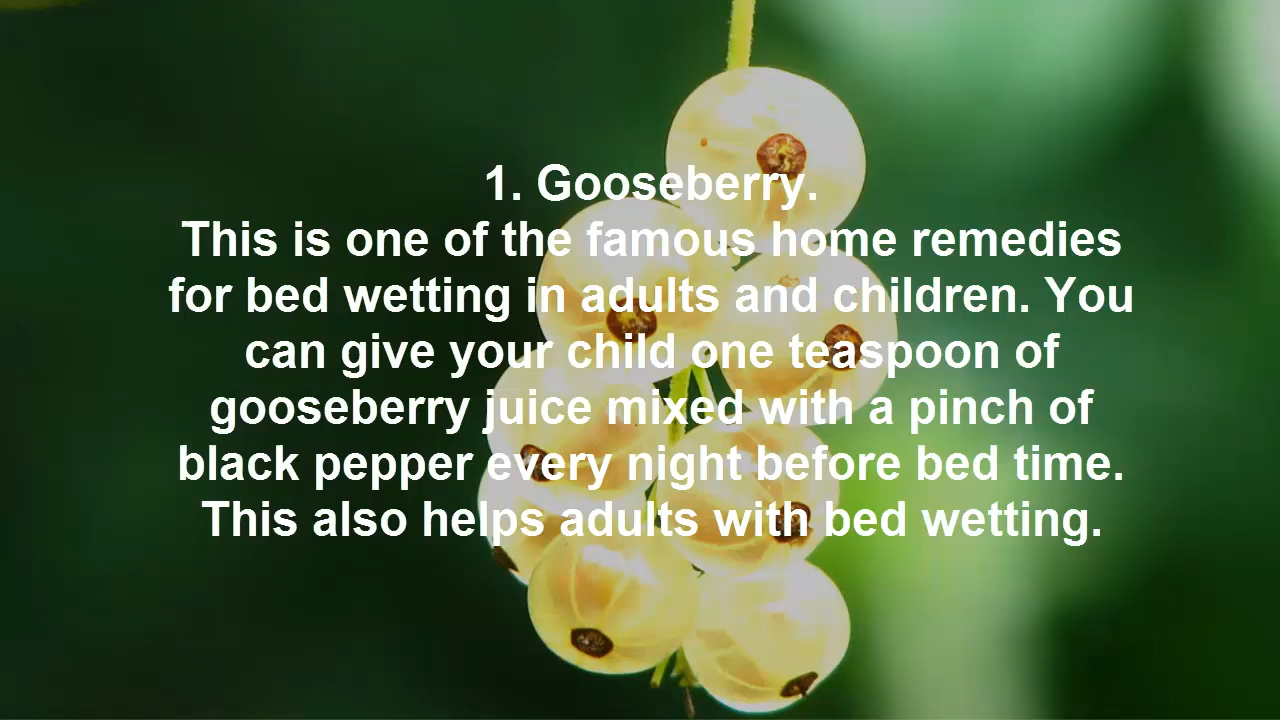 1. Gooseberry.
This is one of the famous home remedies
for bed wetting in adults and children. You
can give your child one teaspoon of
gooseberry juice mixed with a pinch of
black pepper every night before bed time.
This also helps adults with bed wetting.